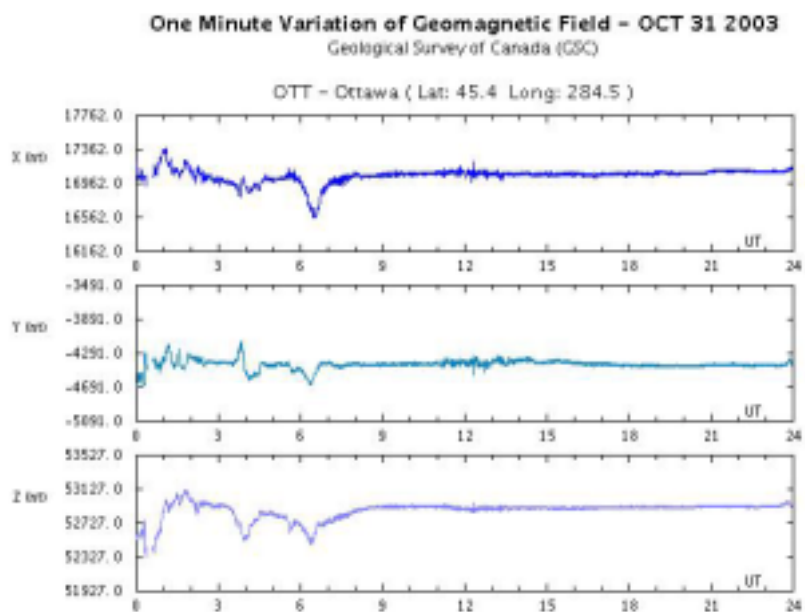 One Minute Variation of Geomagnetic Field - OCT 31 2003
Geological Survey of Canada (GSC)
OTT - Ottawa ( Lat: 45.4 Long: 284.5 )
17762.0
17362.0
X (nT)
16962.0
16562.0
16162.0
UT
0 3 6 9 12 15 18 21 24
-3491.0
-3891.0
Y (nT)
-4291.0
-4691.0
-5091.0
UT
0 3 6 9 12 15 18 21 24
53527.0
53127.0
Z (nT)
52727.0
52327.0
51927.0
UT
0 3 6 9 12 15 18 21 24